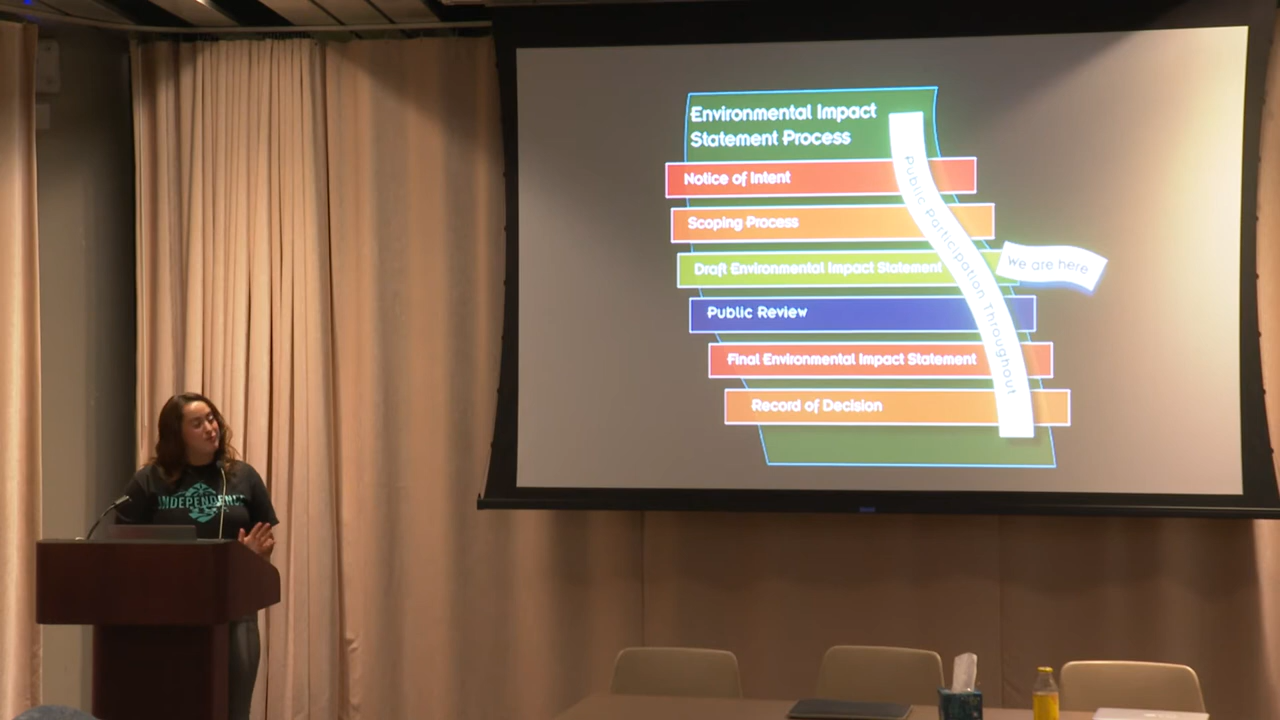 Environmental Impact
Statement Process
Notice of Intent
Scoping Process
Draft Environmental Impact Statement
We are here
Public Review
Final Environmental Impact Statement
Record of Decision
Public Participation Throughout